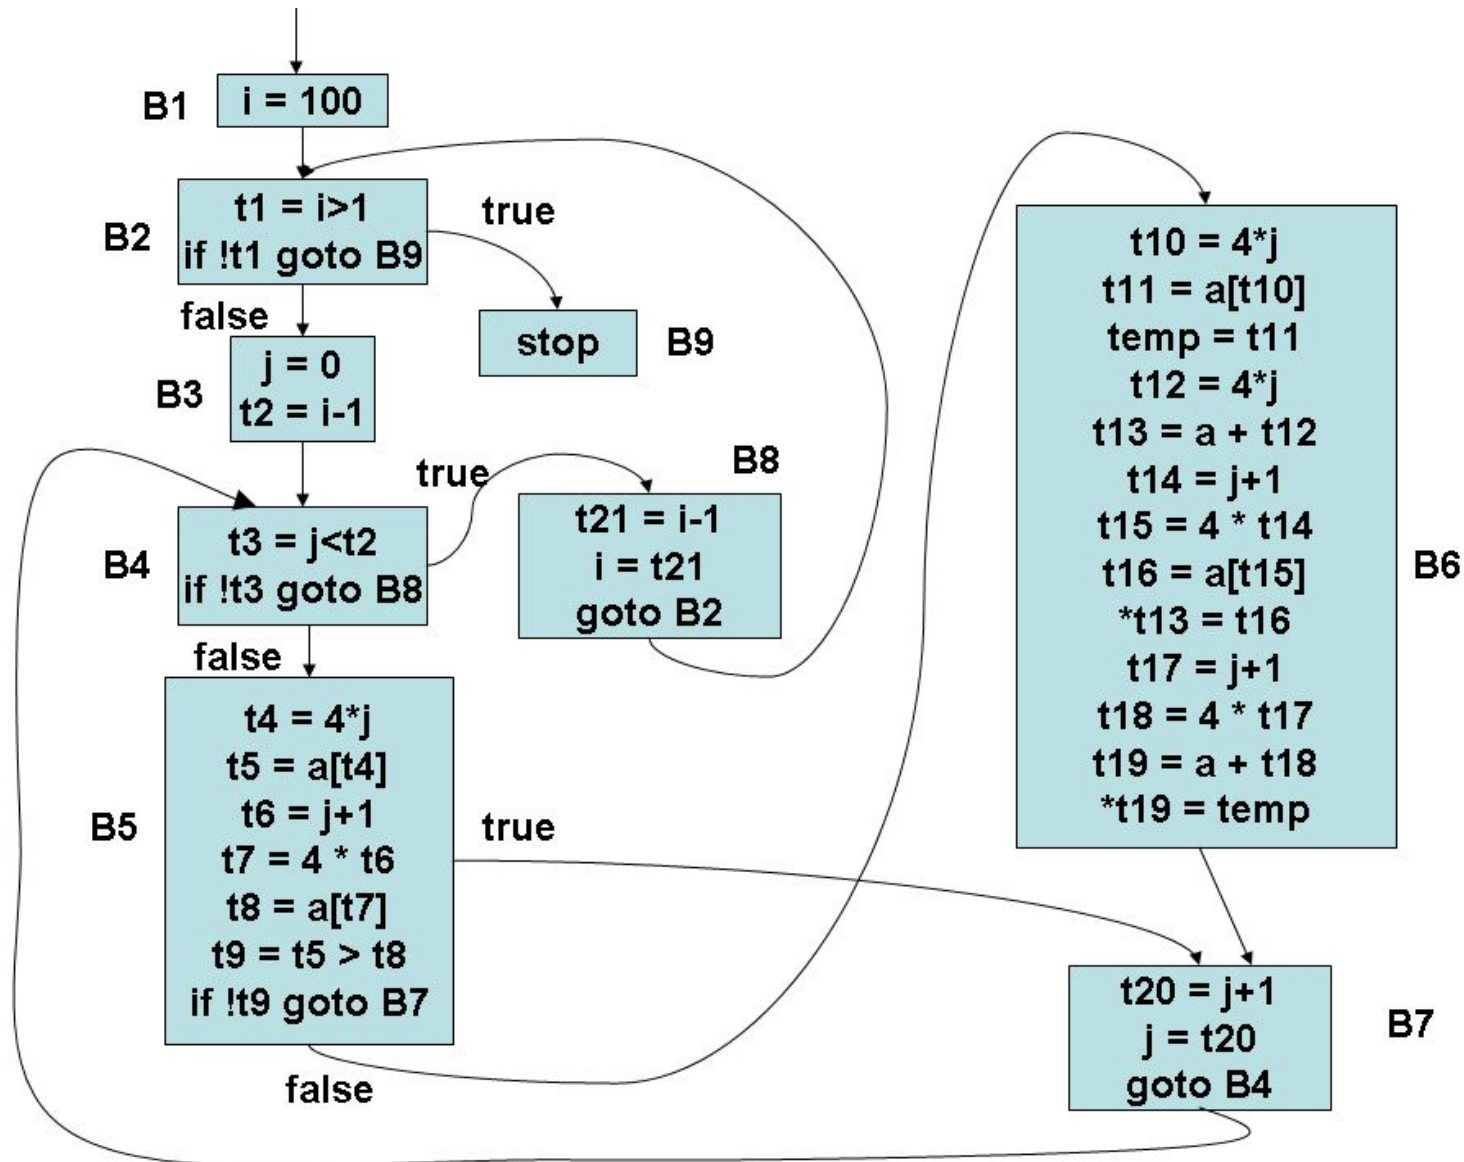 B1
i = 100
B2
t1 = i>1
if !t1 goto B9
true
false
stop
B9
B3
j = 0
t2 = i-1
true
B8
t21 = i-1
i = t21
goto B2
B4
t3 = j<t2
if !t3 goto B8
false
B5
t4 = 4*j
t5 = a[t4]
t6 = j+1
t7 = 4 * t6
t8 = a[t7]
t9 = t5 > t8
if !t9 goto B7
true
false
t10 = 4*j
t11 = a[t10]
temp = t11
t12 = 4*j
t13 = a + t12
t14 = j+1
t15 = 4 * t14
t16 = a[t15]
*t13 = t16
t17 = j+1
t18 = 4 * t17
t19 = a + t18
*t19 = temp
B6
t20 = j+1
j = t20
goto B4
B7